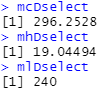 > mcDselect
[1] 296.2528
> mhDselect
[1] 19.04494
> mlDselect
[1] 240